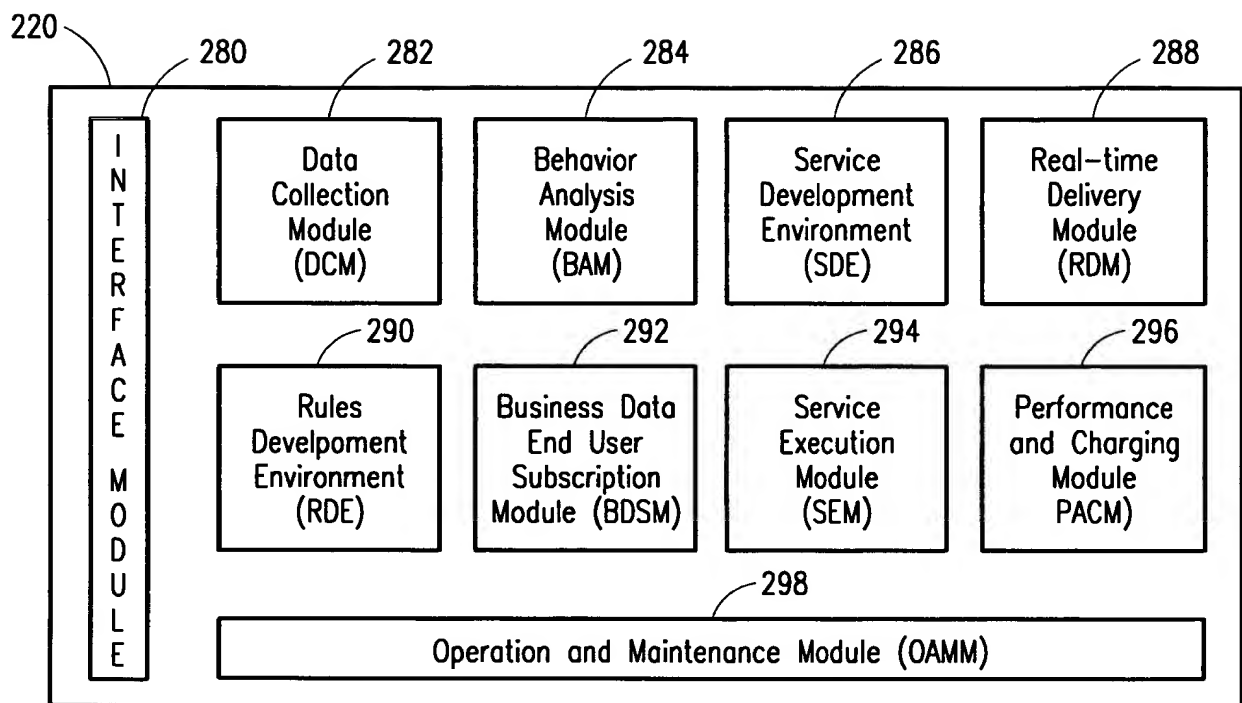 220
280
282
284
286
288
INTERFACE MODULE
Data
Collection
Module
(DCM)
Behavior
Analysis
Module
(BAM)
Service
Development
Environment
(SDE)
Real-time
Delivery
Module
(RDM)
290
292
294
296
Rules
Develpoment
Environment
(RDE)
Business Data
End User
Subscription
Module (BDSM)
Service
Execution
Module
(SEM)
Performance
and Charging
Module
PACM)
298
Operation and Maintenance Module (OAMM)